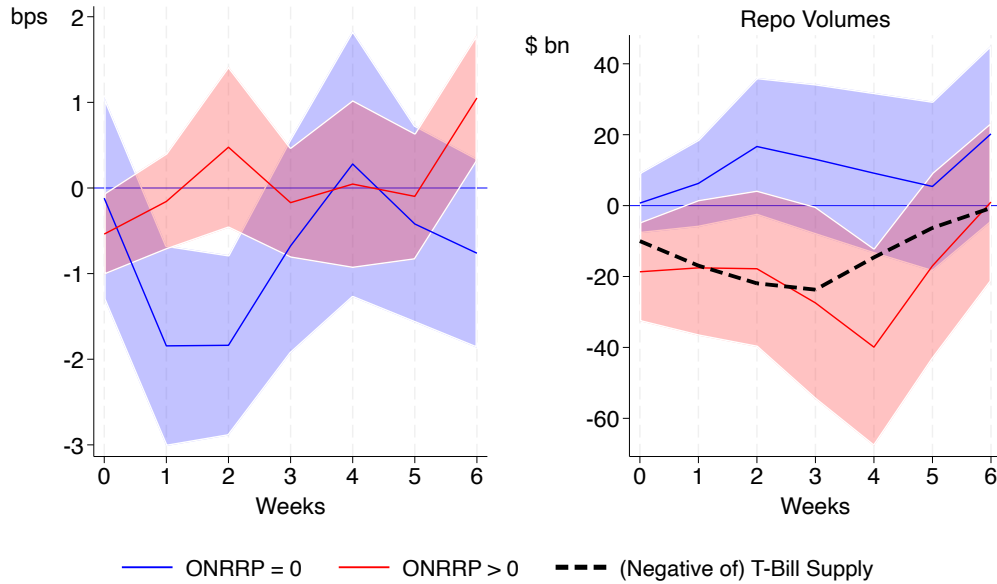 bps
2
1
0
-1
-2
-3
0 1 2 3 4 5 6
Weeks
Repo Volumes
$ bn
40
20
0
-20
-40
-60
0 1 2 3 4 5 6
Weeks
ONRRP = 0 ONRRP > 0 (Negative of) T-Bill Supply